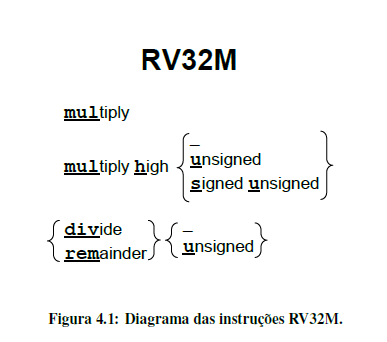 RV32M
multiply
multiply high { _
unsigned
signed unsigned }
{ divide
remainder } { _
unsigned }
Figura 4.1: Diagrama das instruções RV32M.